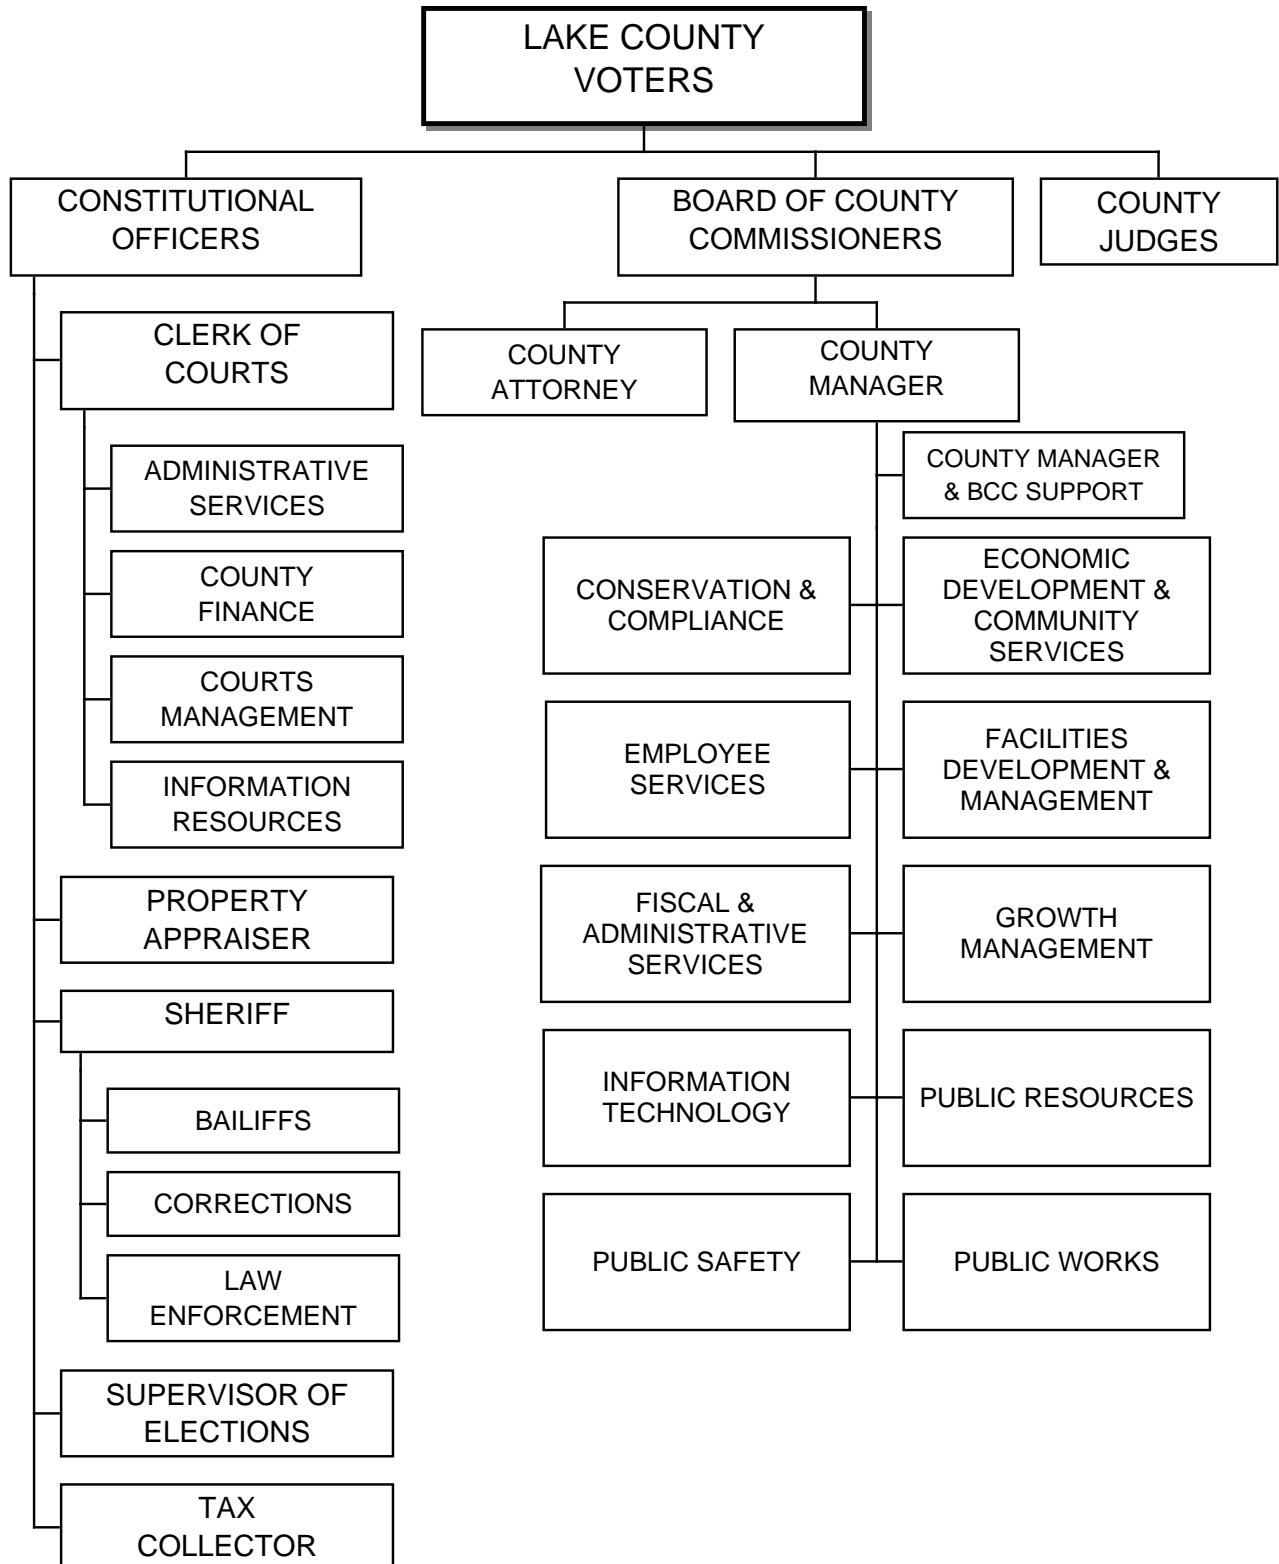 LAKE COUNTY
VOTERS
CONSTITUTIONAL
OFFICERS
BOARD OF COUNTY
COMMISSIONERS
COUNTY
JUDGES
CLERK OF
COURTS
ADMINISTRATIVE
SERVICES
COUNTY
FINANCE
COURTS
MANAGEMENT
INFORMATION
RESOURCES
PROPERTY
APPRAISER
SHERIFF
BAILIFFS
CORRECTIONS
LAW
ENFORCEMENT
SUPERVISOR OF
ELECTIONS
TAX
COLLECTOR
COUNTY
ATTORNEY
COUNTY
MANAGER
COUNTY MANAGER
& BCC SUPPORT
CONSERVATION &
COMPLIANCE
ECONOMIC
DEVELOPMENT &
COMMUNITY
SERVICES
EMPLOYEE
SERVICES
FACILITIES
DEVELOPMENT &
MANAGEMENT
FISCAL &
ADMINISTRATIVE
SERVICES
GROWTH
MANAGEMENT
INFORMATION
TECHNOLOGY
PUBLIC RESOURCES
PUBLIC SAFETY
PUBLIC WORKS